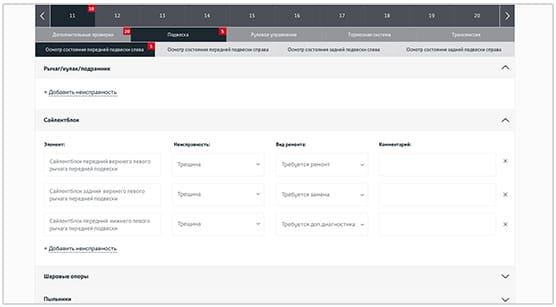 11 10 12 13 14 15 16 17 18 19 20
Дополнительные проверки 20 Подвеска 5 Рулевое управление Тормозная система Трансмиссия
Осмотр состояния передней подвески слева 5 Осмотр состояния передней подвески справа Осмотр состояния задней подвески слева Осмотр состояния задней подвески справа
Рычаг/кулак/подрамник
+ Добавить неисправность
Сайлентблок
Элемент: Неисправность: Вид ремонта: Комментарий:
Сайлентблок передний верхнего левого
рычага передней подвески
Трещина Требуется ремонт
Сайлентблок задний верхнего левого
рычага передней подвески
Трещина Требуется замена
Сайлентблок передний нижнего левого
рычага передней подвески
Трещина Требуется доп.диагностика
+ Добавить неисправность
Шаровые опоры
Пыльники